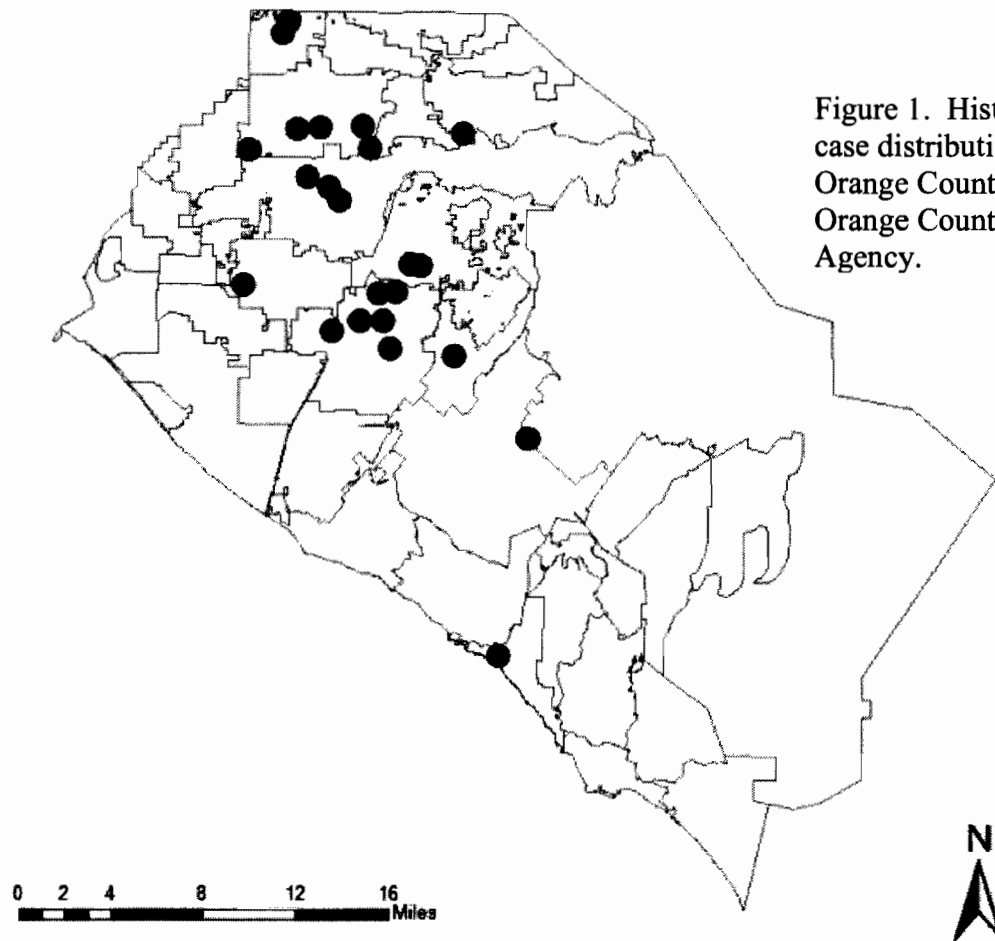 Figure 1. Hist
case distributi
Orange Count
Orange Count
Agency.
N
0 2 4 8 12 16
Miles